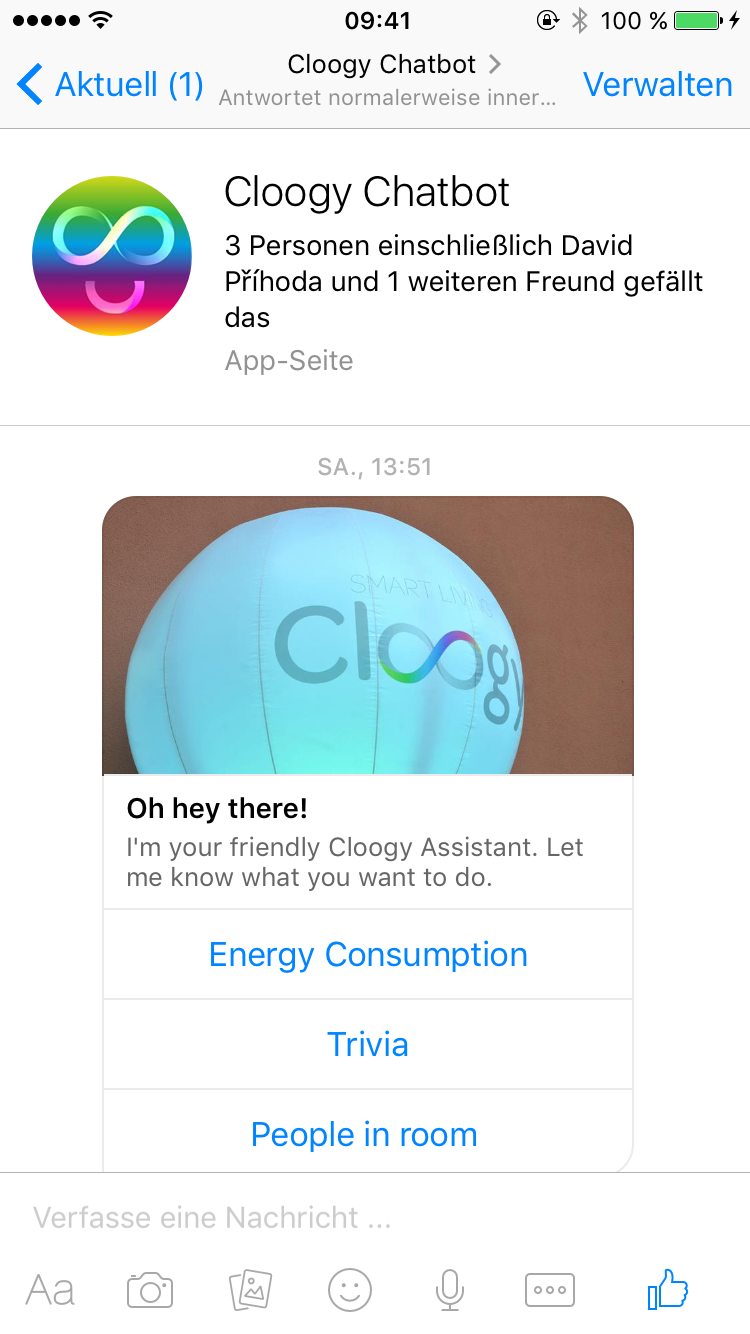 09:41
100 %
Aktuell (1)
Cloogy Chatbot
Antwortet normalerweise inner...
Verwalten
Cloogy Chatbot
3 Personen einschließlich David
Příhoda und 1 weiteren Freund gefällt
das
App-Seite
SA., 13:51
SMART LIVING
Cloogy
Oh hey there!
I'm your friendly Cloogy Assistant. Let
me know what you want to do.
Energy Consumption
Trivia
People in room
Verfasse eine Nachricht ...
Aa